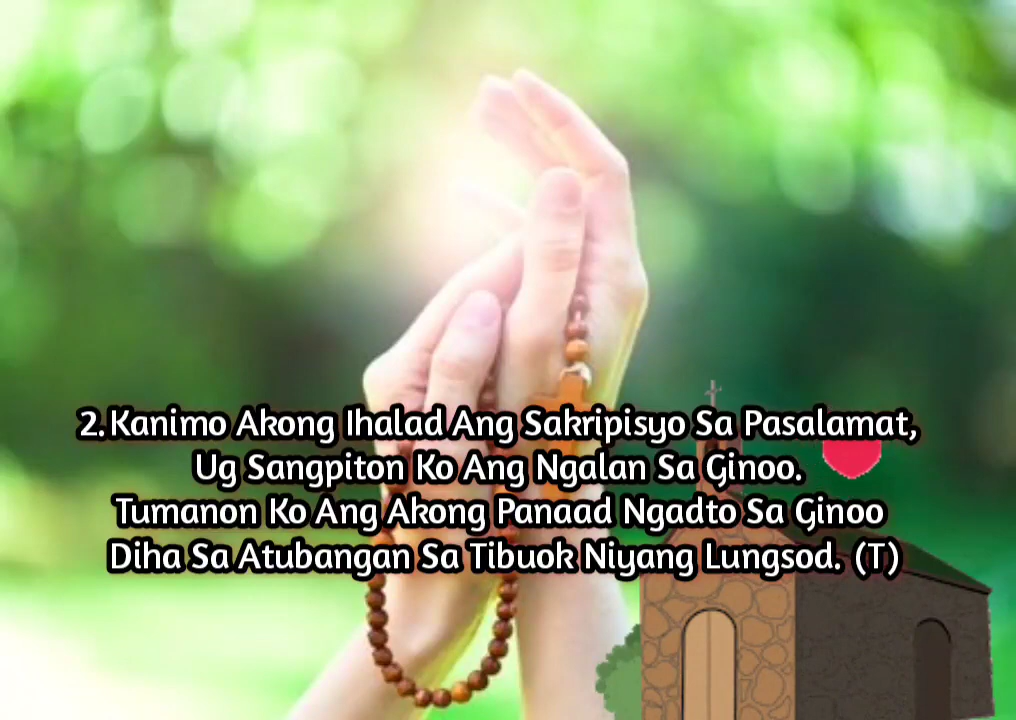 2. Kanimo Akong Ihalad Ang Sakripisyo Sa Pasalamat,
Ug Sangpiton Ko Ang Ngalan Sa Ginoo.
Tumanon Ko Ang Akong Panaad Ngadto Sa Ginoo
Diha Sa Atubangan Sa Tibuok Niyang Lungsod. (T)